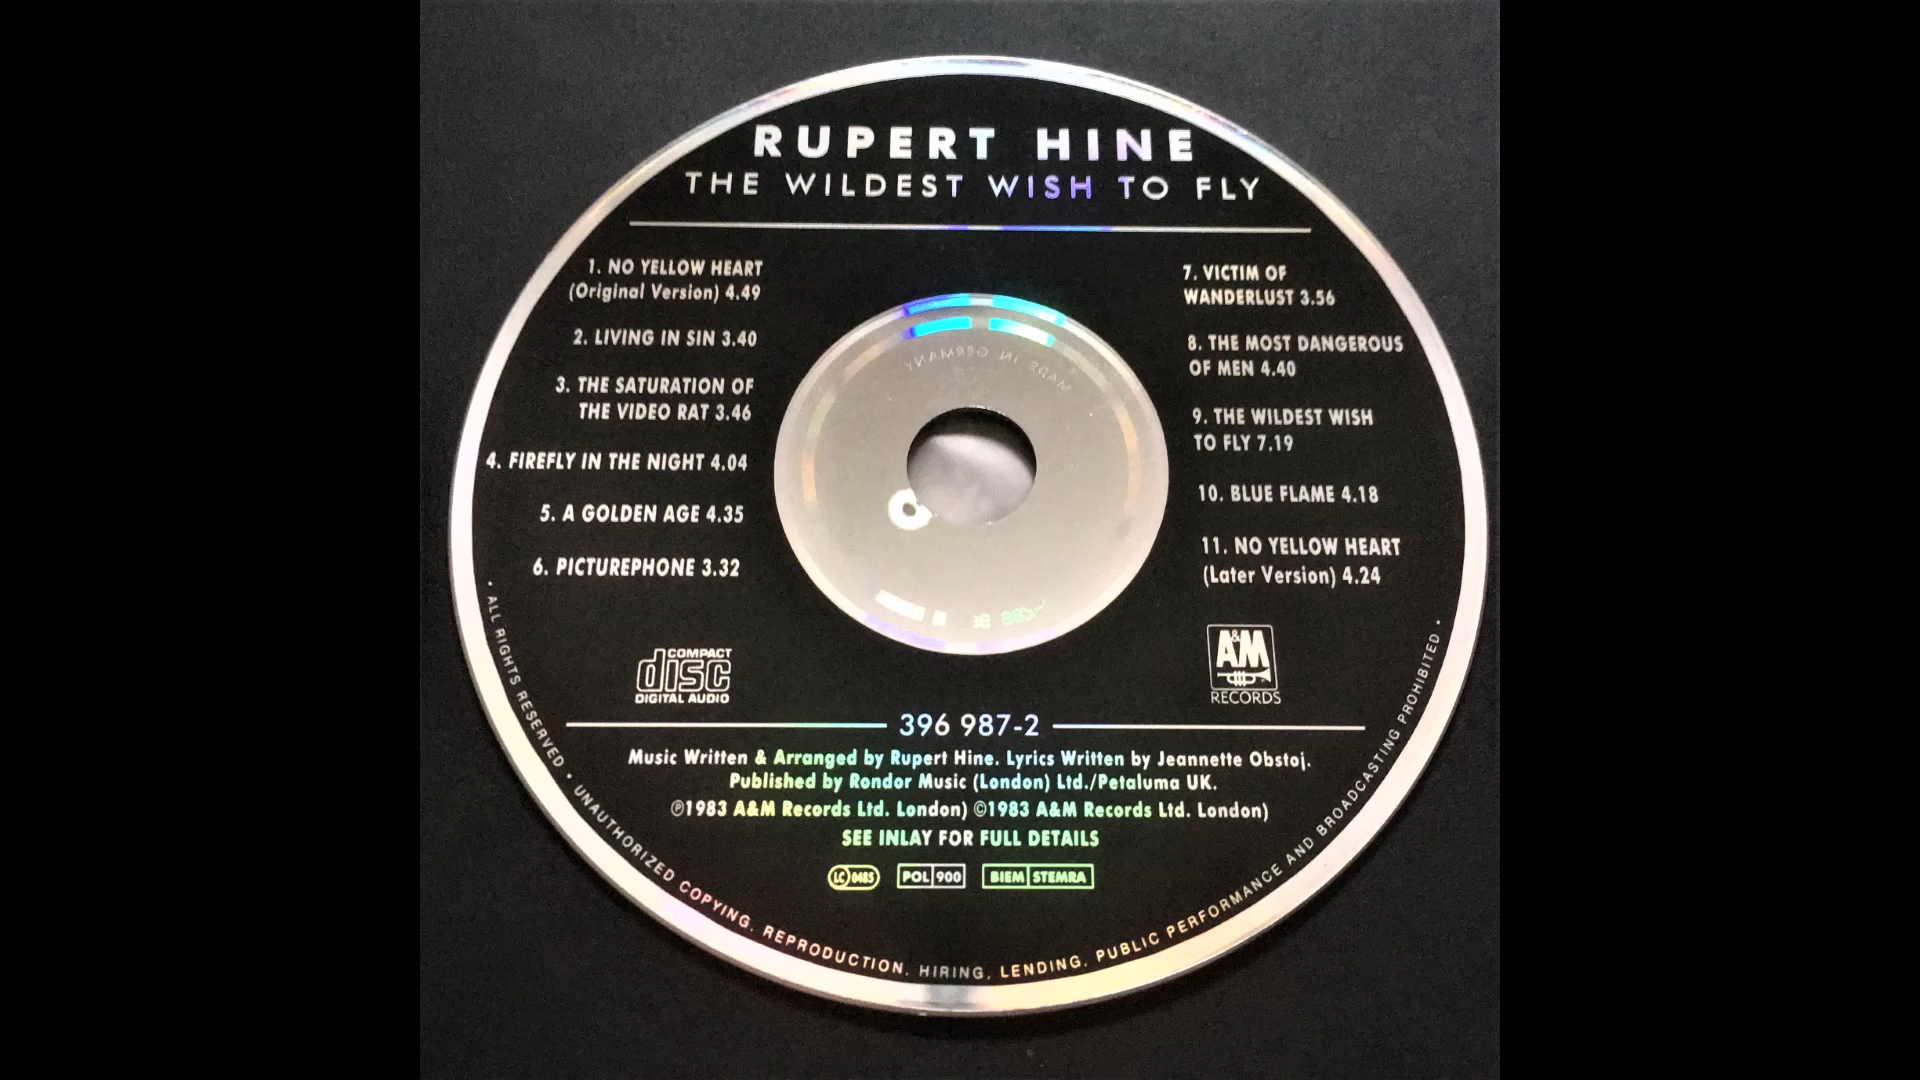 RUPERT HINE
THE WILDEST WISH TO FLY
1. NO YELLOW HEART
(Original Version) 4.49
2. LIVING IN SIN 3.40
3. THE SATURATION OF
THE VIDEO RAT 3.46
4. FIREFLY IN THE NIGHT 4.04
5. A GOLDEN AGE 4.35
6. PICTUREPHONE 3.32
7. VICTIM OF
WANDERLUST 3.56
8. THE MOST DANGEROUS
OF MEN 4.40
9. THE WILDEST WISH
TO FLY 7.19
10. BLUE FLAME 4.18
11. NO YELLOW HEART
(Later Version) 4.24
MADE IN GERMANY
COMPACT
disc
DIGITAL AUDIO
A&M
RECORDS
396 987-2
Music Written & Arranged by Rupert Hine. Lyrics Written by Jeannette Obstoj.
Published by Rondor Music (London) Ltd./Petaluma UK.
℗1983 A&M Records Ltd. London) ©1983 A&M Records Ltd. London)
SEE INLAY FOR FULL DETAILS
LC 0485 POL 900 BIEM STEMRA
• ALL RIGHTS RESERVED • UNAUTHORIZED COPYING, REPRODUCTION, HIRING, LENDING, PUBLIC PERFORMANCE AND BROADCASTING PROHIBITED •